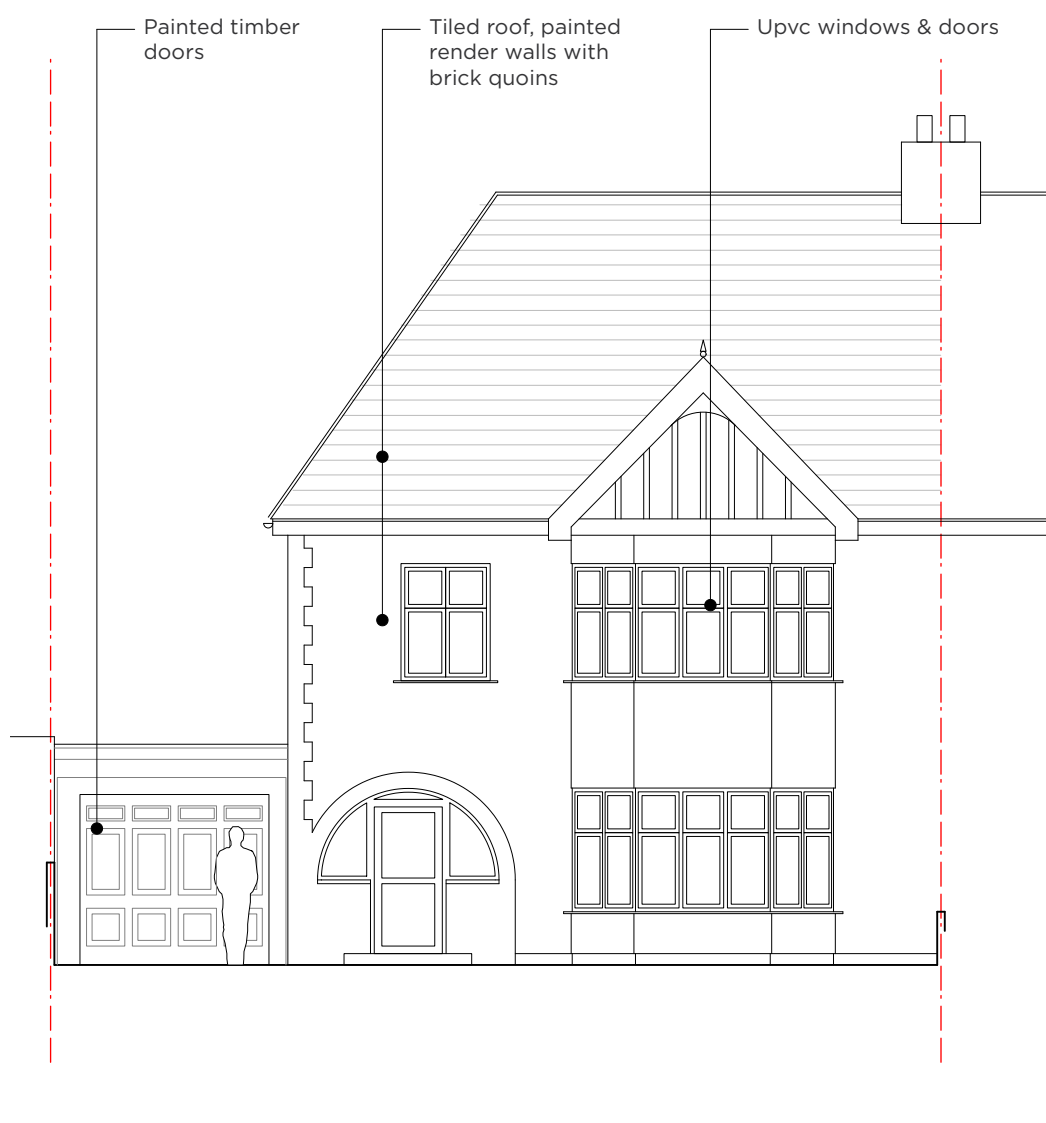 Painted timber
doors
Tiled roof, painted
render walls with
brick quoins
Upvc windows & doors